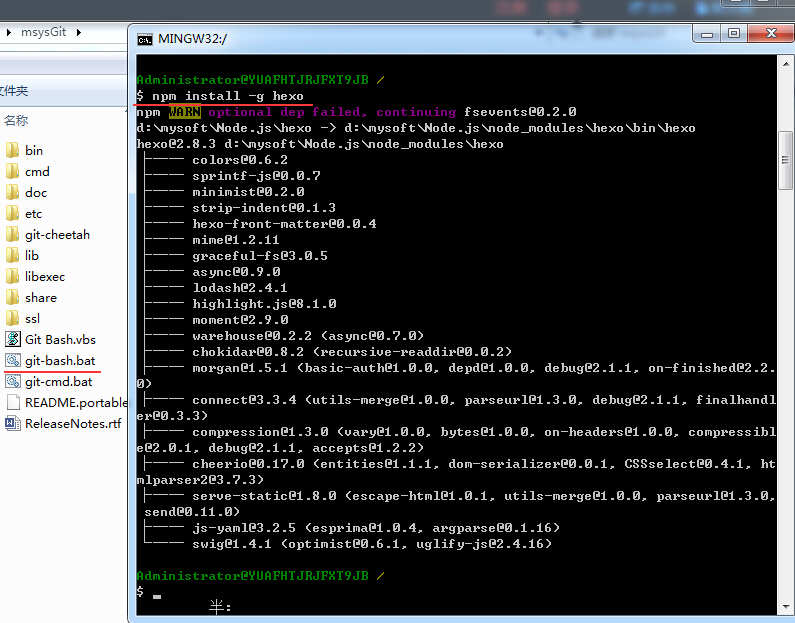 msysGit
文件夹
名称
bin
cmd
doc
etc
git-cheetah
lib
libexec
share
ssl
Git Bash.vbs
git-bash.bat
git-cmd.bat
README.portable
ReleaseNotes.rtf
MINGW32:/
Administrator@YUAFHTJRJFXT9JB /
$ npm install -g hexo
npm WARN optional dep failed, continuing fsevents@0.2.0
d:\mysoft\Node.js\hexo -> d:\mysoft\Node.js\node_modules\hexo\bin\hexo
hexo@2.8.3 d:\mysoft\Node.js\node_modules\hexo
├──── colors@0.6.2
├──── sprintf-js@0.0.7
├──── minimist@0.2.0
├──── strip-indent@0.1.3
├──── hexo-front-matter@0.0.4
├──── mime@1.2.11
├──── graceful-fs@3.0.5
├──── async@0.9.0
├──── lodash@2.4.1
├──── highlight.js@8.1.0
├──── moment@2.9.0
├──── warehouse@0.2.2 (async@0.7.0)
├──── chokidar@0.8.2 (recursive-readdir@0.0.2)
├──── morgan@1.5.1 (basic-auth@1.0.0, depd@1.0.0, debug@2.1.1, on-finished@2.2.
0)
├──── connect@3.3.4 (utils-merge@1.0.0, parseurl@1.3.0, debug@2.1.1, finalhandl
er@0.3.3)
├──── compression@1.3.0 (vary@1.0.0, bytes@1.0.0, on-headers@1.0.0, compressibl
e@2.0.1, debug@2.1.1, accepts@1.2.2)
├──── cheerio@0.17.0 (entities@1.1.1, dom-serializer@0.0.1, CSSselect@0.4.1, ht
mlparser2@3.7.3)
├──── serve-static@1.8.0 (escape-html@1.0.1, utils-merge@1.0.0, parseurl@1.3.0,
send@0.11.0)
├──── js-yaml@3.2.5 (esprima@1.0.4, argparse@0.1.16)
└──── swig@1.4.1 (optimist@0.6.1, uglify-js@2.4.16)
Administrator@YUAFHTJRJFXT9JB /
$
半: